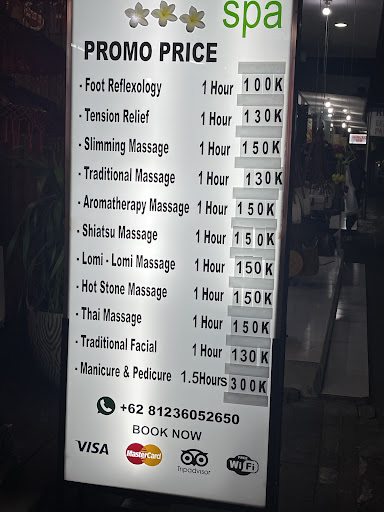 spa
PROMO PRICE
- Foot Reflexology 1 Hour 100K
- Tension Relief 1 Hour 130K
- Slimming Massage 1 Hour 150K
- Traditional Massage 1 Hour 130K
- Aromatherapy Massage 1 Hour 150K
- Shiatsu Massage 1 Hour 150K
- Lomi - Lomi Massage 1 Hour 150K
- Hot Stone Massage 1 Hour 150K
- Thai Massage 1 Hour 150K
- Traditional Facial 1 Hour 130K
- Manicure & Pedicure 1.5Hours 300K
+62 81236052650
BOOK NOW
VISA MasterCard Tripadvisor FREE WiFi